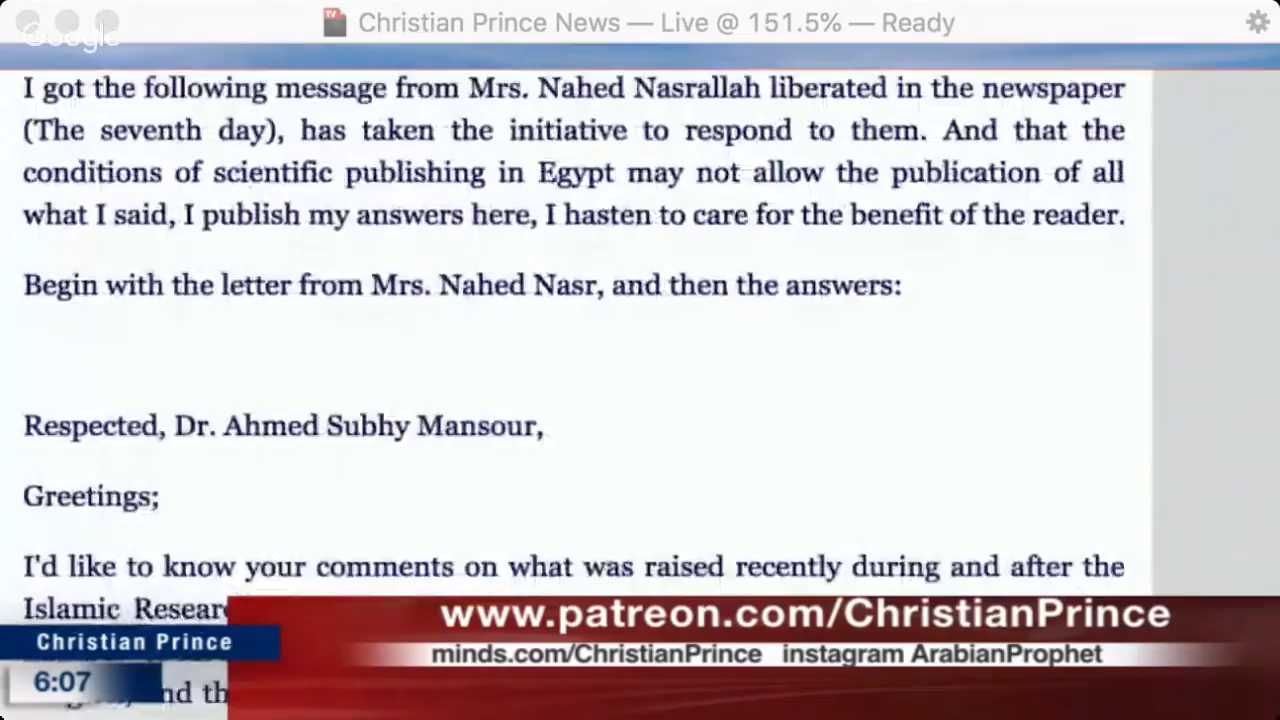 Google
Christian Prince News — Live @ 151.5% — Ready
I got the following message from Mrs. Nahed Nasrallah liberated in the newspaper
(The seventh day), has taken the initiative to respond to them. And that the
conditions of scientific publishing in Egypt may not allow the publication of all
what I said, I publish my answers here, I hasten to care for the benefit of the reader.
Begin with the letter from Mrs. Nahed Nasr, and then the answers:
Respected, Dr. Ahmed Subhy Mansour,
Greetings;
I'd like to know your comments on what was raised recently during and after the
Islamic
www.patreon.com/ChristianPrince
Christian Prince
minds.com/ChristianPrince instagram ArabianProphet
6:07